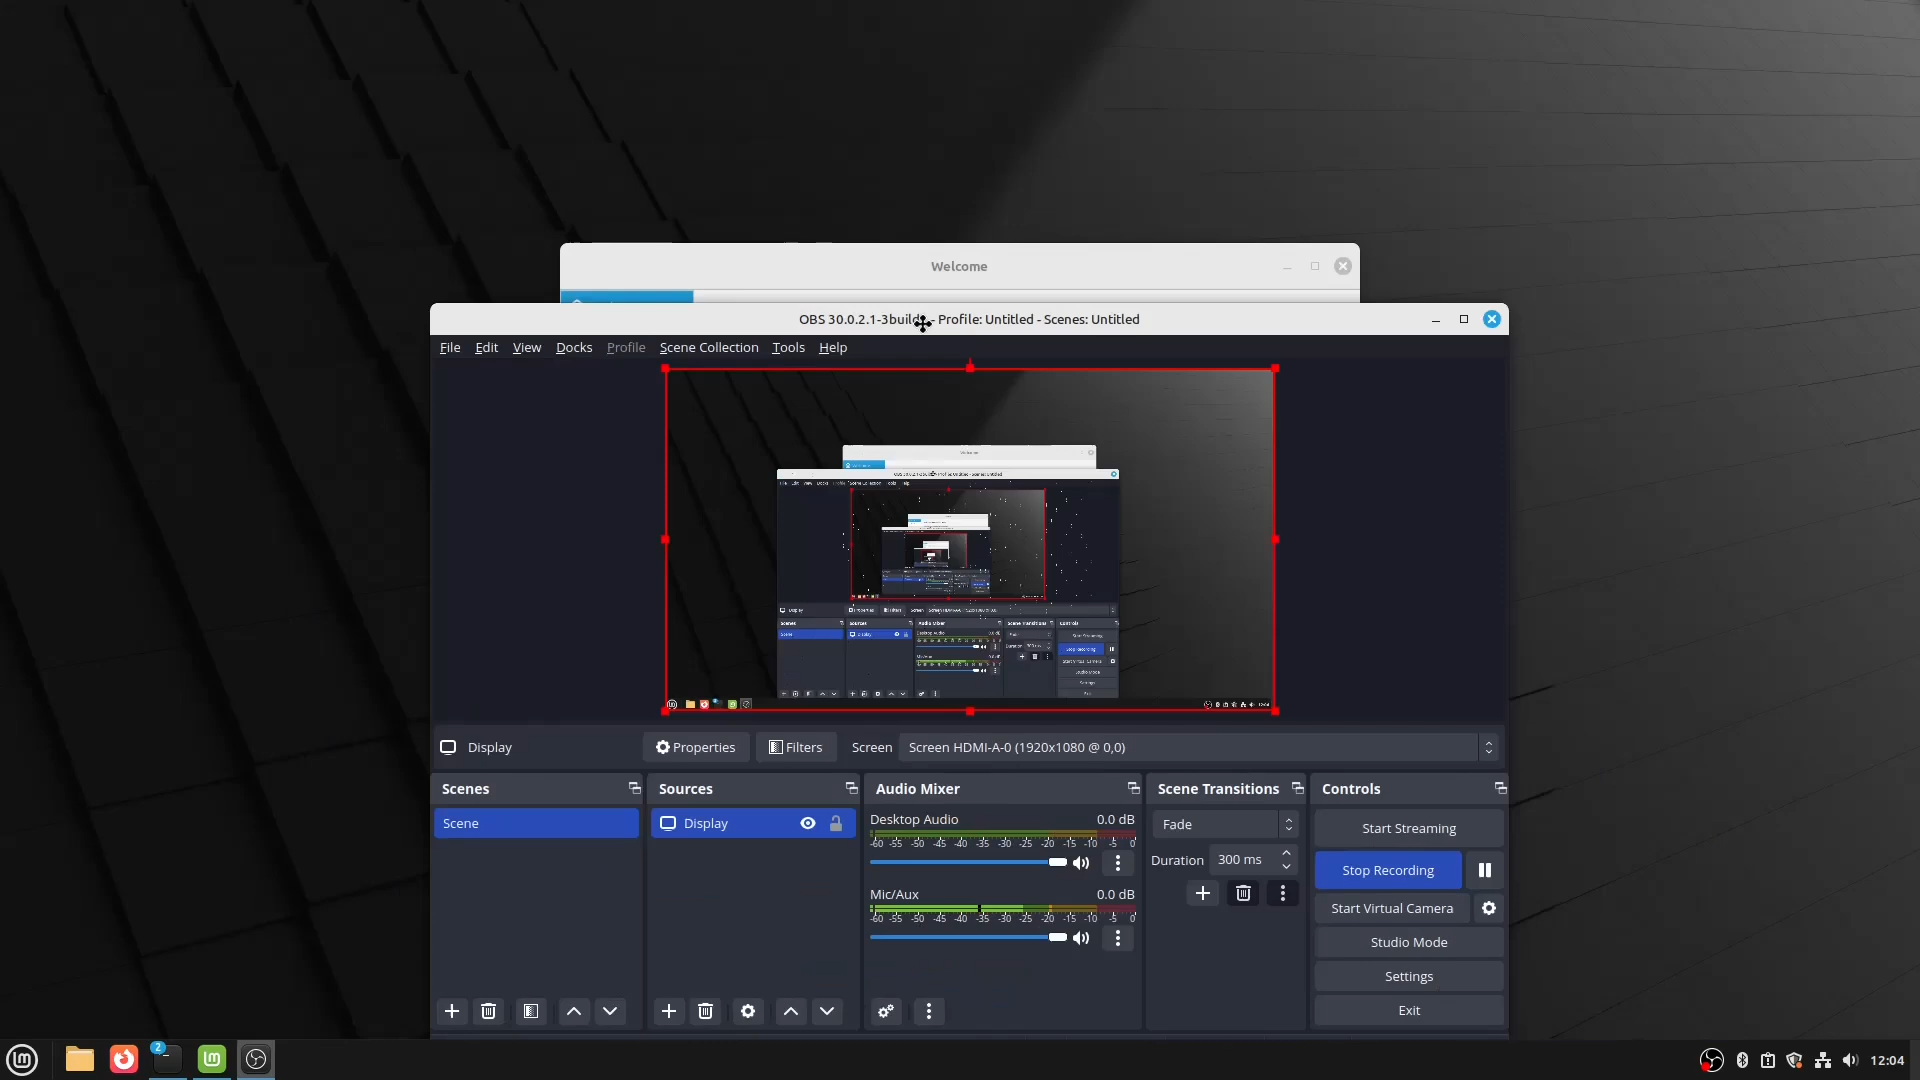 Welcome
OBS 30.0.2.1-3build - Profile: Untitled - Scenes: Untitled
File Edit View Docks Profile Scene Collection Tools Help
Display Properties Filters Screen Screen HDMI-A-0 (1920x1080 @ 0,0)
Scenes Sources Audio Mixer Scene Transitions Controls
Scene
Display
Desktop Audio 0.0 dB
-60 -55 -50 -45 -40 -35 -30 -25 -20 -15 -10 -5 0
Mic/Aux 0.0 dB
-60 -55 -50 -45 -40 -35 -30 -25 -20 -15 -10 -5 0
Fade
Duration 300 ms
Start Streaming
Stop Recording
Start Virtual Camera
Studio Mode
Settings
Exit
2
12:04